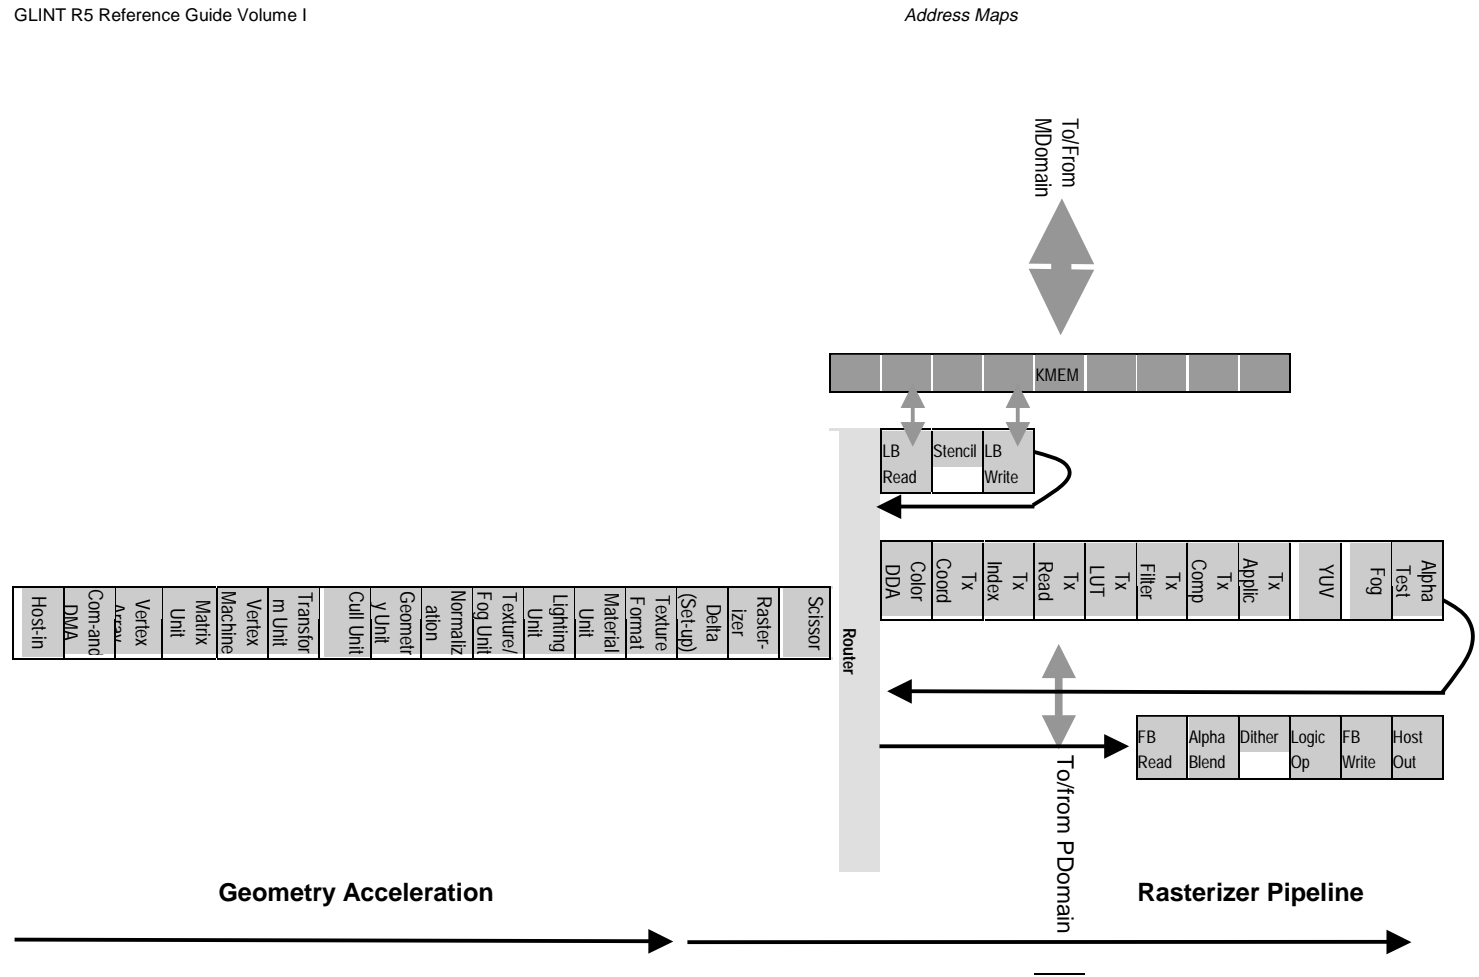 GLINT R5 Reference Guide Volume I
Address Maps
To/From
MDomain
KMEM
LB
Read
Stencil
LB
Write
Color
DDA
Tx
Coord
Tx
Index
Tx
Read
Tx
LUT
Tx
Filter
Tx
Comp
Tx
Applic
YUV
Fog
Alpha
Test
Host-in
Com-and
DMA
Vertex
Array
Matrix
Unit
Vertex
Machine
Transfor
m Unit
Cull Unit
Geometr
y Unit
Normaliz
ation
Texture/
Fog Unit
Lighting
Unit
Material
Unit
Texture
Format
Delta
(Set-up)
Raster-
izer
Scissor
Router
FB
Read
Alpha
Blend
Dither
Logic
Op
FB
Write
Host
Out
To/from PDomain
Geometry Acceleration
Rasterizer Pipeline